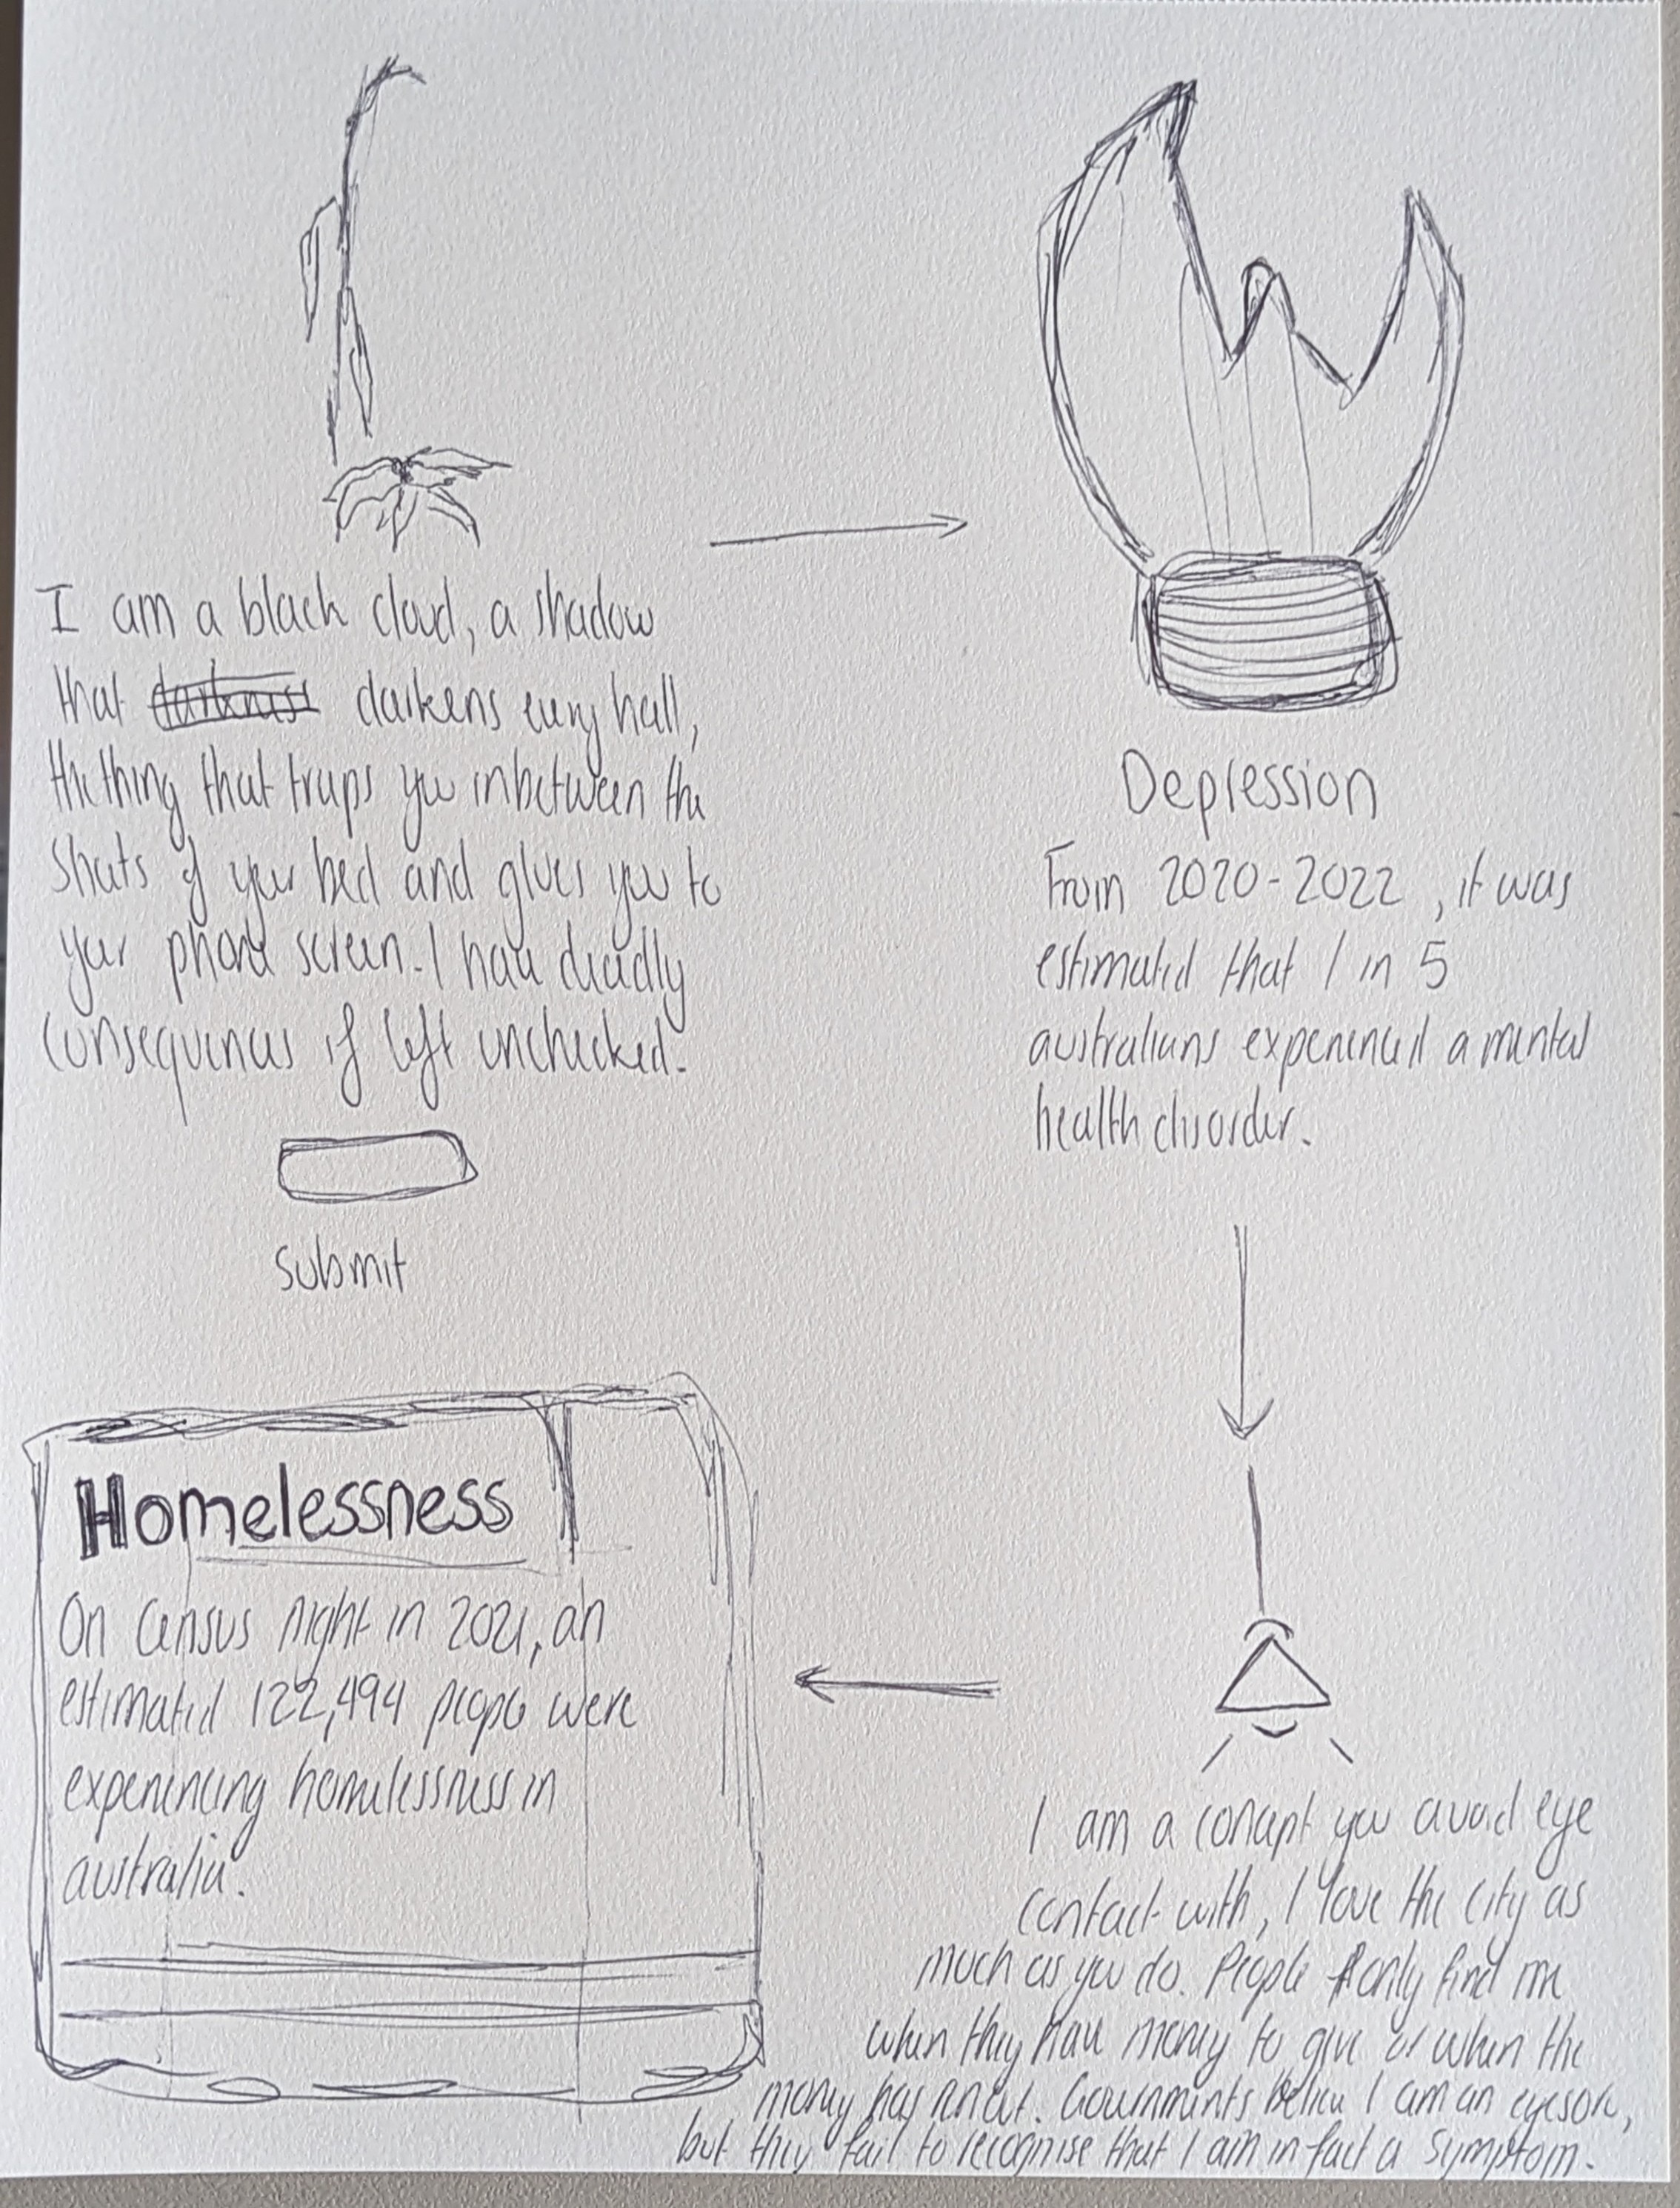 I am a black cloud, a shadow
that darkness darkens every hall,
the thing that traps you inbetween the
sheets of your bed and glues you to
your phone screen. I have deadly
consequences if left unchecked.
submit
Depression
From 2020-2022, it was
estimated that 1 in 5
australians experienced a mental
health disorder.
I am a concept you avoid eye
contact with, I love the city as
much as you do. People only find me
when they have money to give or when the
money has ran out. Governments believe I am an eyesore,
but they fail to recognise that I am in fact a symptom.
Homelessness
On Census night in 2021, an
estimated 122,494 people were
experiencing homelessness in
australia.